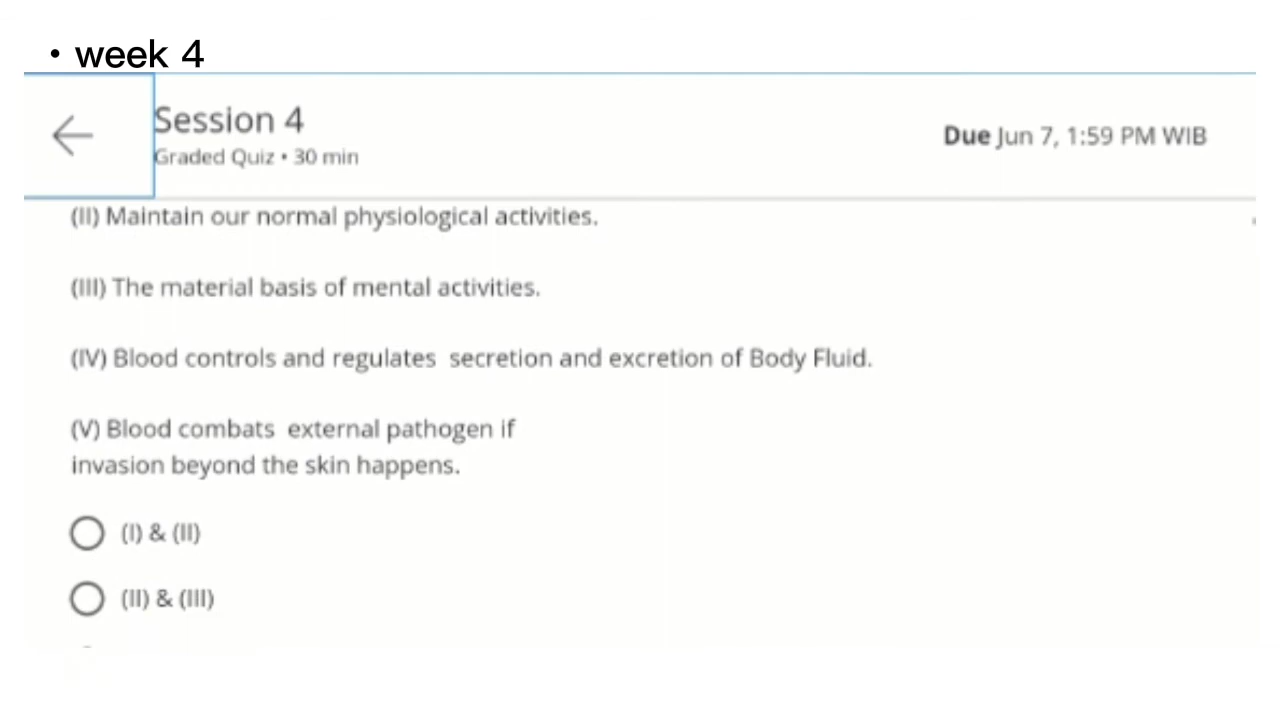 • week 4
Session 4
Graded Quiz • 30 min
Due Jun 7, 1:59 PM WIB
(II) Maintain our normal physiological activities.
(III) The material basis of mental activities.
(IV) Blood controls and regulates secretion and excretion of Body Fluid.
(V) Blood combats external pathogen if
invasion beyond the skin happens.
(I) & (II)
(II) & (III)